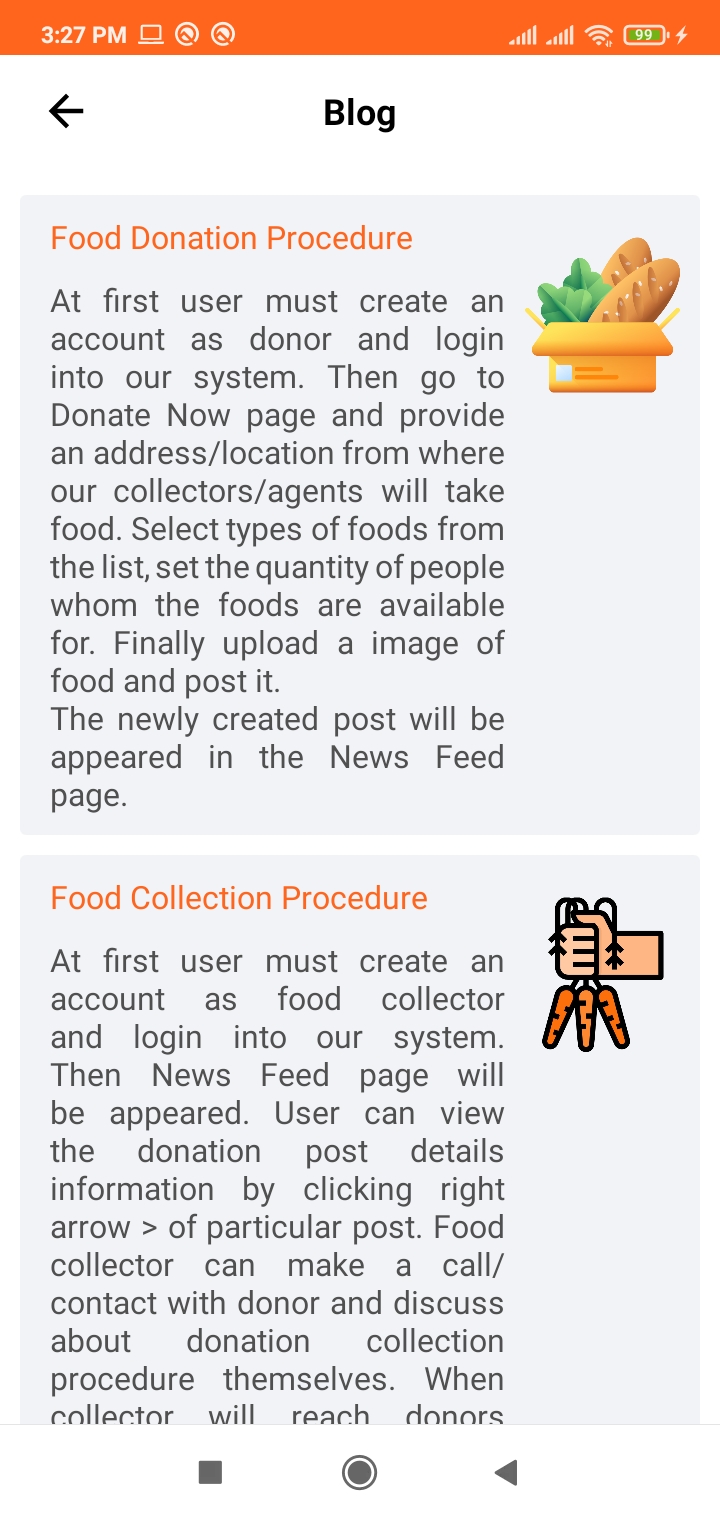 3:27 PM
99
Blog
Food Donation Procedure
At first user must create an
account as donor and login
into our system. Then go to
Donate Now page and provide
an address/location from where
our collectors/agents will take
food. Select types of foods from
the list, set the quantity of people
whom the foods are available
for. Finally upload a image of
food and post it.
The newly created post will be
appeared in the News Feed
page.
Food Collection Procedure
At first user must create an
account as food collector
and login into our system.
Then News Feed page will
be appeared. User can view
the donation post details
information by clicking right
arrow > of particular post. Food
collector can make a call/
contact with donor and discuss
about donation collection
procedure themselves. When
collector will reach donors